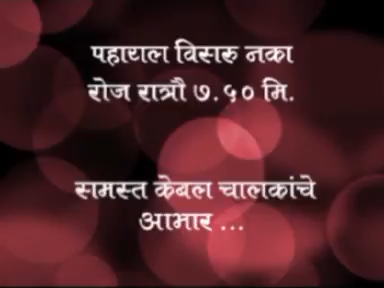 पहायला विसरु नका
रोज रात्रौ ७.५० मि.
समस्त केबल चालकांचे
आभार ...